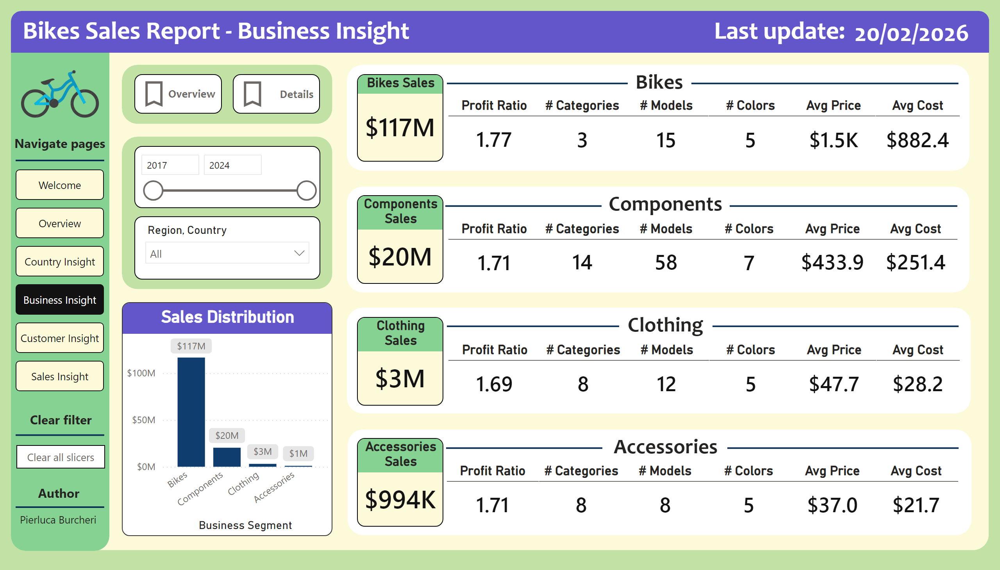 Bikes Sales Report - Business Insight
Last update: 20/02/2026
Navigate pages
Welcome
Overview
Country Insight
Business Insight
Customer Insight
Sales Insight
Clear filter
Clear all slicers
Author
Pierluca Burcheri
Overview
Details
2017 2024
Region, Country
All
Sales Distribution
$117M
$100M
$50M
$20M
$3M
$1M
$0M
Bikes
Components
Clothing
Accessories
Business Segment
Bikes Sales
$117M
Bikes
Profit Ratio # Categories # Models # Colors Avg Price Avg Cost
1.77 3 15 5 $1.5K $882.4
Components
Sales
$20M
Components
Profit Ratio # Categories # Models # Colors Avg Price Avg Cost
1.71 14 58 7 $433.9 $251.4
Clothing
Sales
$3M
Clothing
Profit Ratio # Categories # Models # Colors Avg Price Avg Cost
1.69 8 12 5 $47.7 $28.2
Accessories
Sales
$994K
Accessories
Profit Ratio # Categories # Models # Colors Avg Price Avg Cost
1.71 8 8 5 $37.0 $21.7